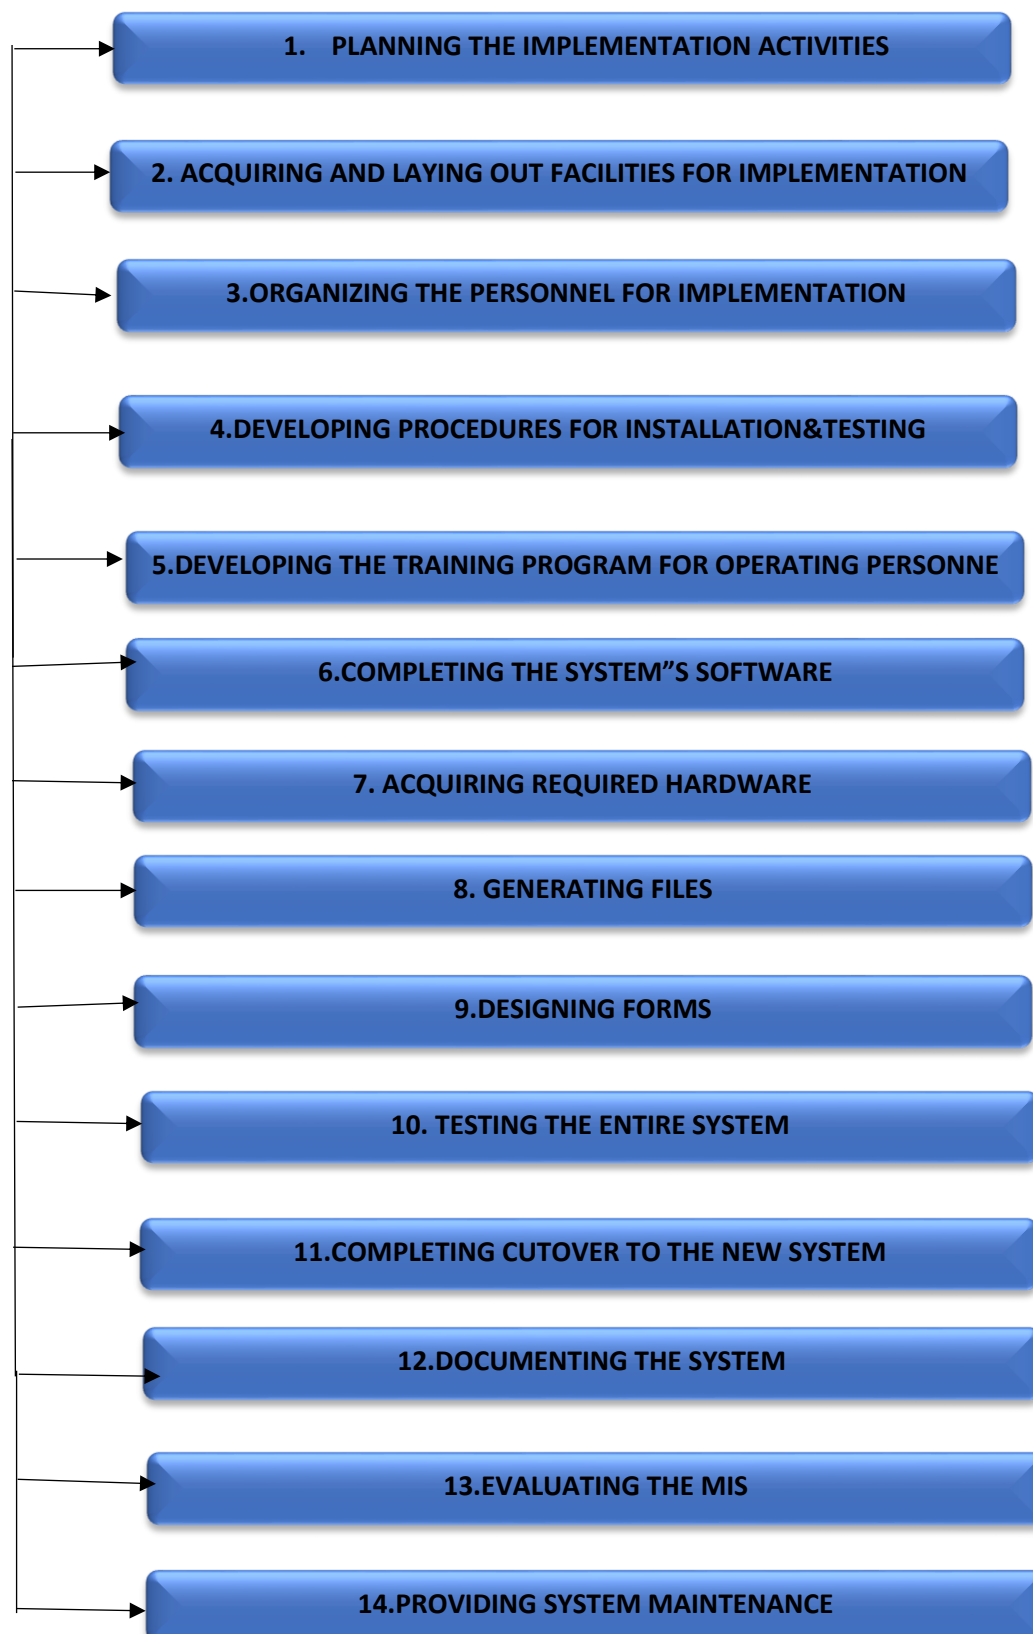 1. PLANNING THE IMPLEMENTATION ACTIVITIES
2. ACQUIRING AND LAYING OUT FACILITIES FOR IMPLEMENTATION
3.ORGANIZING THE PERSONNEL FOR IMPLEMENTATION
4.DEVELOPING PROCEDURES FOR INSTALLATION&TESTING
5.DEVELOPING THE TRAINING PROGRAM FOR OPERATING PERSONNE
6.COMPLETING THE SYSTEM”S SOFTWARE
7. ACQUIRING REQUIRED HARDWARE
8. GENERATING FILES
9.DESIGNING FORMS
10. TESTING THE ENTIRE SYSTEM
11.COMPLETING CUTOVER TO THE NEW SYSTEM
12.DOCUMENTING THE SYSTEM
13.EVALUATING THE MIS
14.PROVIDING SYSTEM MAINTENANCE